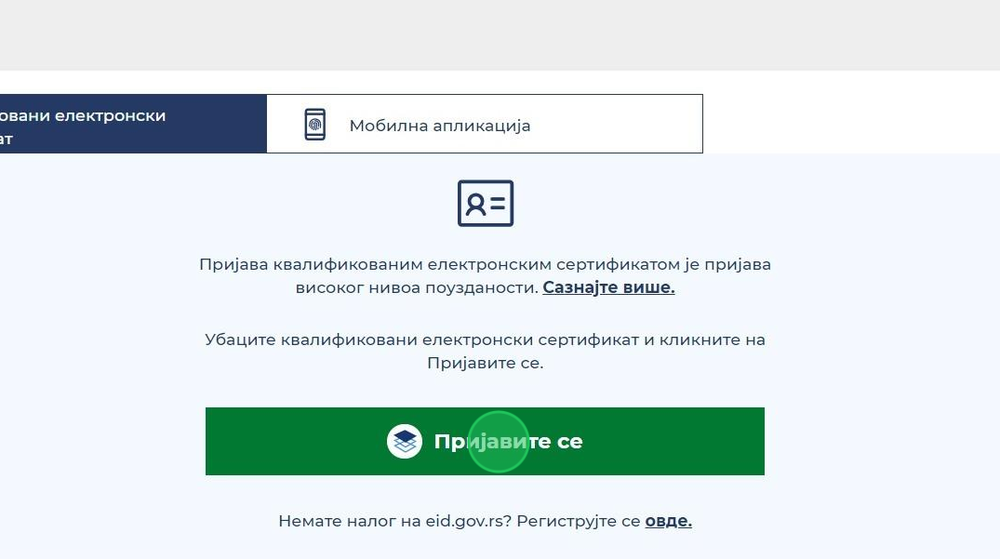 овани електронски
ат
Мобилна апликација
Пријава квалификованим електронским сертификатом је пријава
високог нивоа поузданости. Сазнајте више.
Убаците квалификовани електронски сертификат и кликните на
Пријавите се.
Пријавите се
Немате налог на eid.gov.rs? Региструјте се овде.